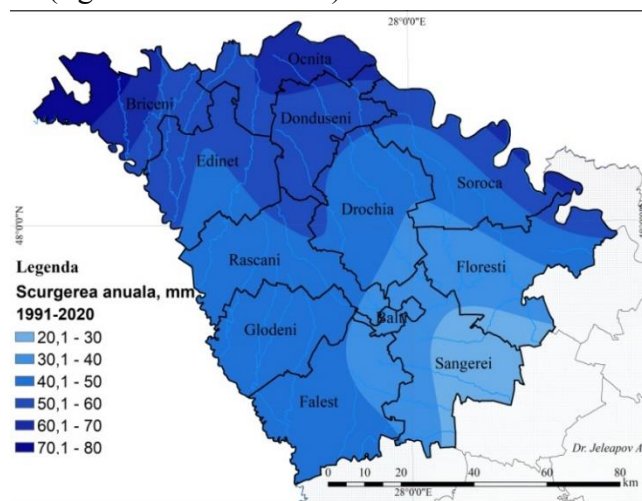 28°0'0"E
Ocnita
Briceni
Donduseni
Edinet
Soroca
Drochia
48°0'0"N
Rascani
Floresti
Legenda
Scurgerea anuala, mm
1991-2020
20,1 - 30
30,1 - 40
40,1 - 50
50,1 - 60
60,1 - 70
70,1 - 80
Balti
Glodeni
Sangerei
Falest
Dr. Jeleapov A
0 10 20 40 60 80
km
28°0'0"E